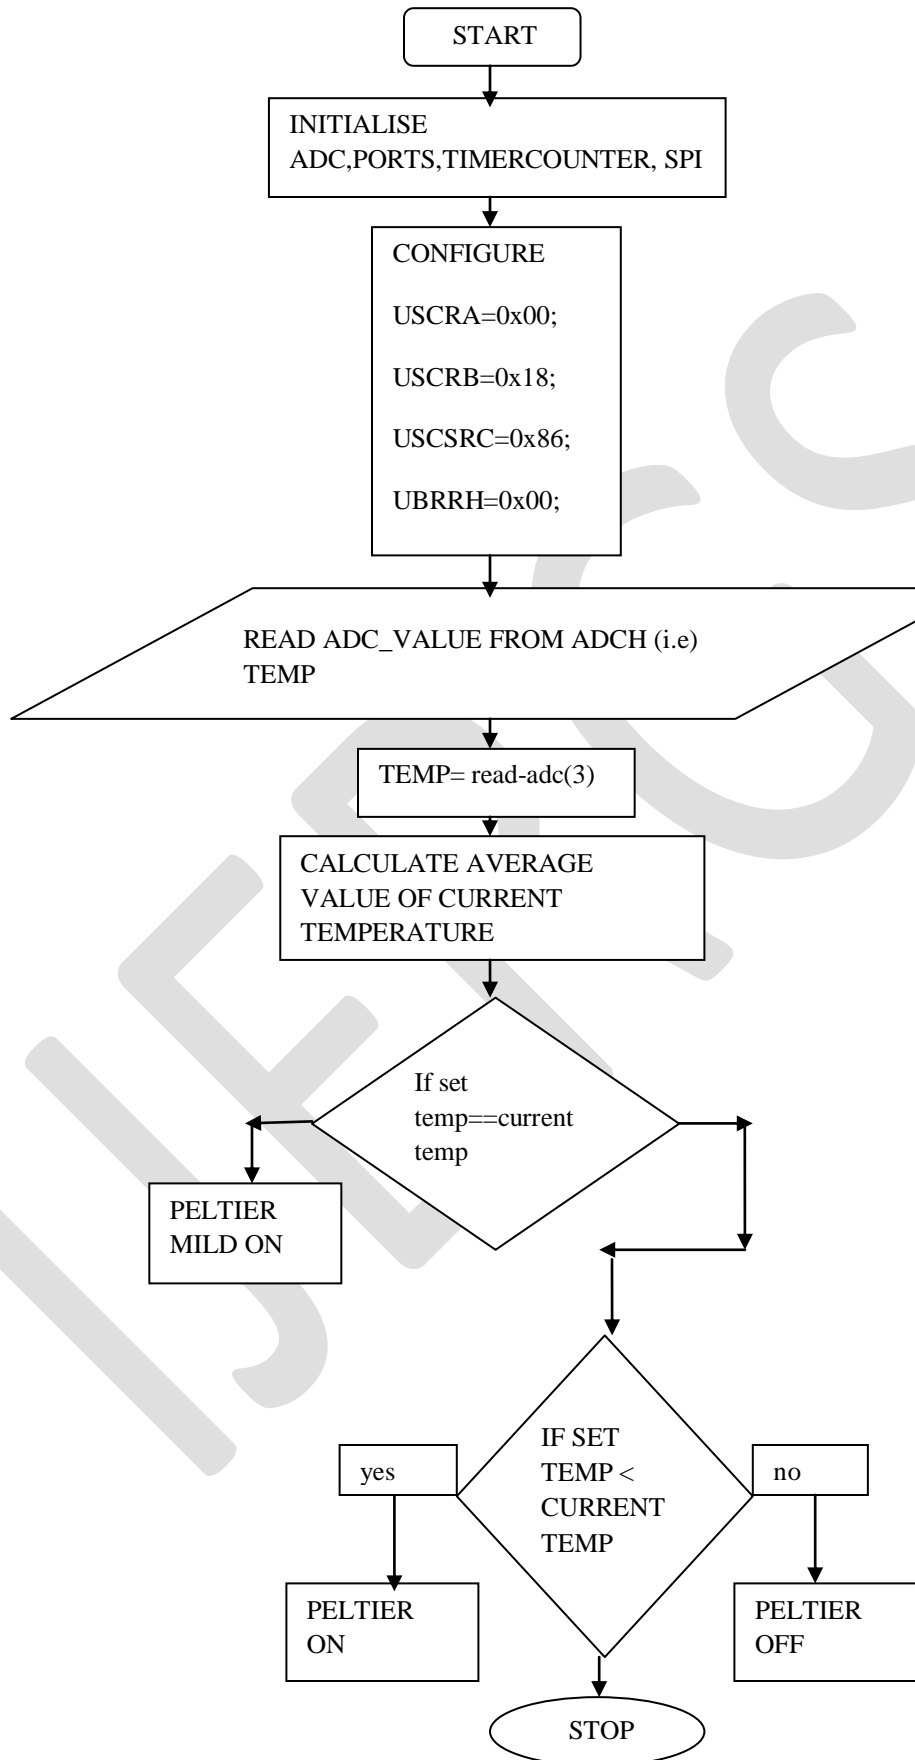 START
INITIALISE
ADC,PORTS,TIMERCOUNTER, SPI
CONFIGURE
USCRA=0x00;
USCRB=0x18;
USCSRC=0x86;
UBRRH=0x00;
READ ADC_VALUE FROM ADCH (i.e)
TEMP
TEMP= read-adc(3)
CALCULATE AVERAGE
VALUE OF CURRENT
TEMPERATURE
If set
temp==current
temp
PELTIER
MILD ON
IF SET
TEMP <
CURRENT
TEMP
yes
no
PELTIER
ON
PELTIER
OFF
STOP
IJERGS